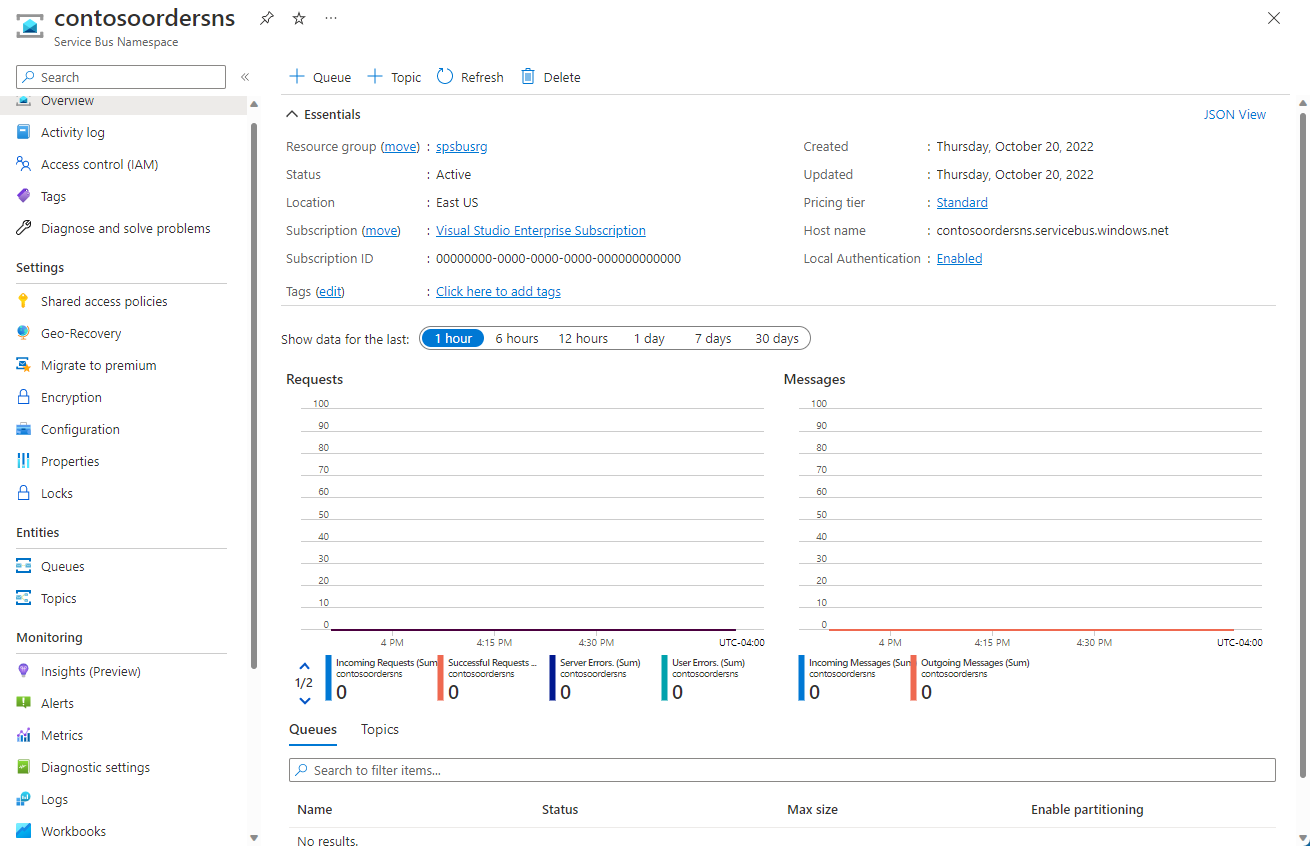 contosoordersns
Service Bus Namespace
Search
Overview
Activity log
Access control (IAM)
Tags
Diagnose and solve problems
Settings
Shared access policies
Geo-Recovery
Migrate to premium
Encryption
Configuration
Properties
Locks
Entities
Queues
Topics
Monitoring
Insights (Preview)
Alerts
Metrics
Diagnostic settings
Logs
Workbooks
Queue Topic Refresh Delete
Essentials JSON View
Resource group (move) : spsbusrg
Status : Active
Location : East US
Subscription (move) : Visual Studio Enterprise Subscription
Subscription ID : 00000000-0000-0000-0000-000000000000
Tags (edit) : Click here to add tags
Created : Thursday, October 20, 2022
Updated : Thursday, October 20, 2022
Pricing tier : Standard
Host name : contosoordersns.servicebus.windows.net
Local Authentication : Enabled
Show data for the last: 1 hour 6 hours 12 hours 1 day 7 days 30 days
Requests
100
90
80
70
60
50
40
30
20
10
0
4 PM 4:15 PM 4:30 PM UTC-04:00
1/2
Incoming Requests (Sum)
contosoordersns
0
Successful Requests ...
contosoordersns
0
Server Errors. (Sum)
contosoordersns
0
User Errors. (Sum)
contosoordersns
0
Messages
100
90
80
70
60
50
40
30
20
10
0
4 PM 4:15 PM 4:30 PM UTC-04:00
Incoming Messages (Sum)
contosoordersns
0
Outgoing Messages (Sum)
contosoordersns
0
Queues Topics
Search to filter items...
Name Status Max size Enable partitioning
No results.